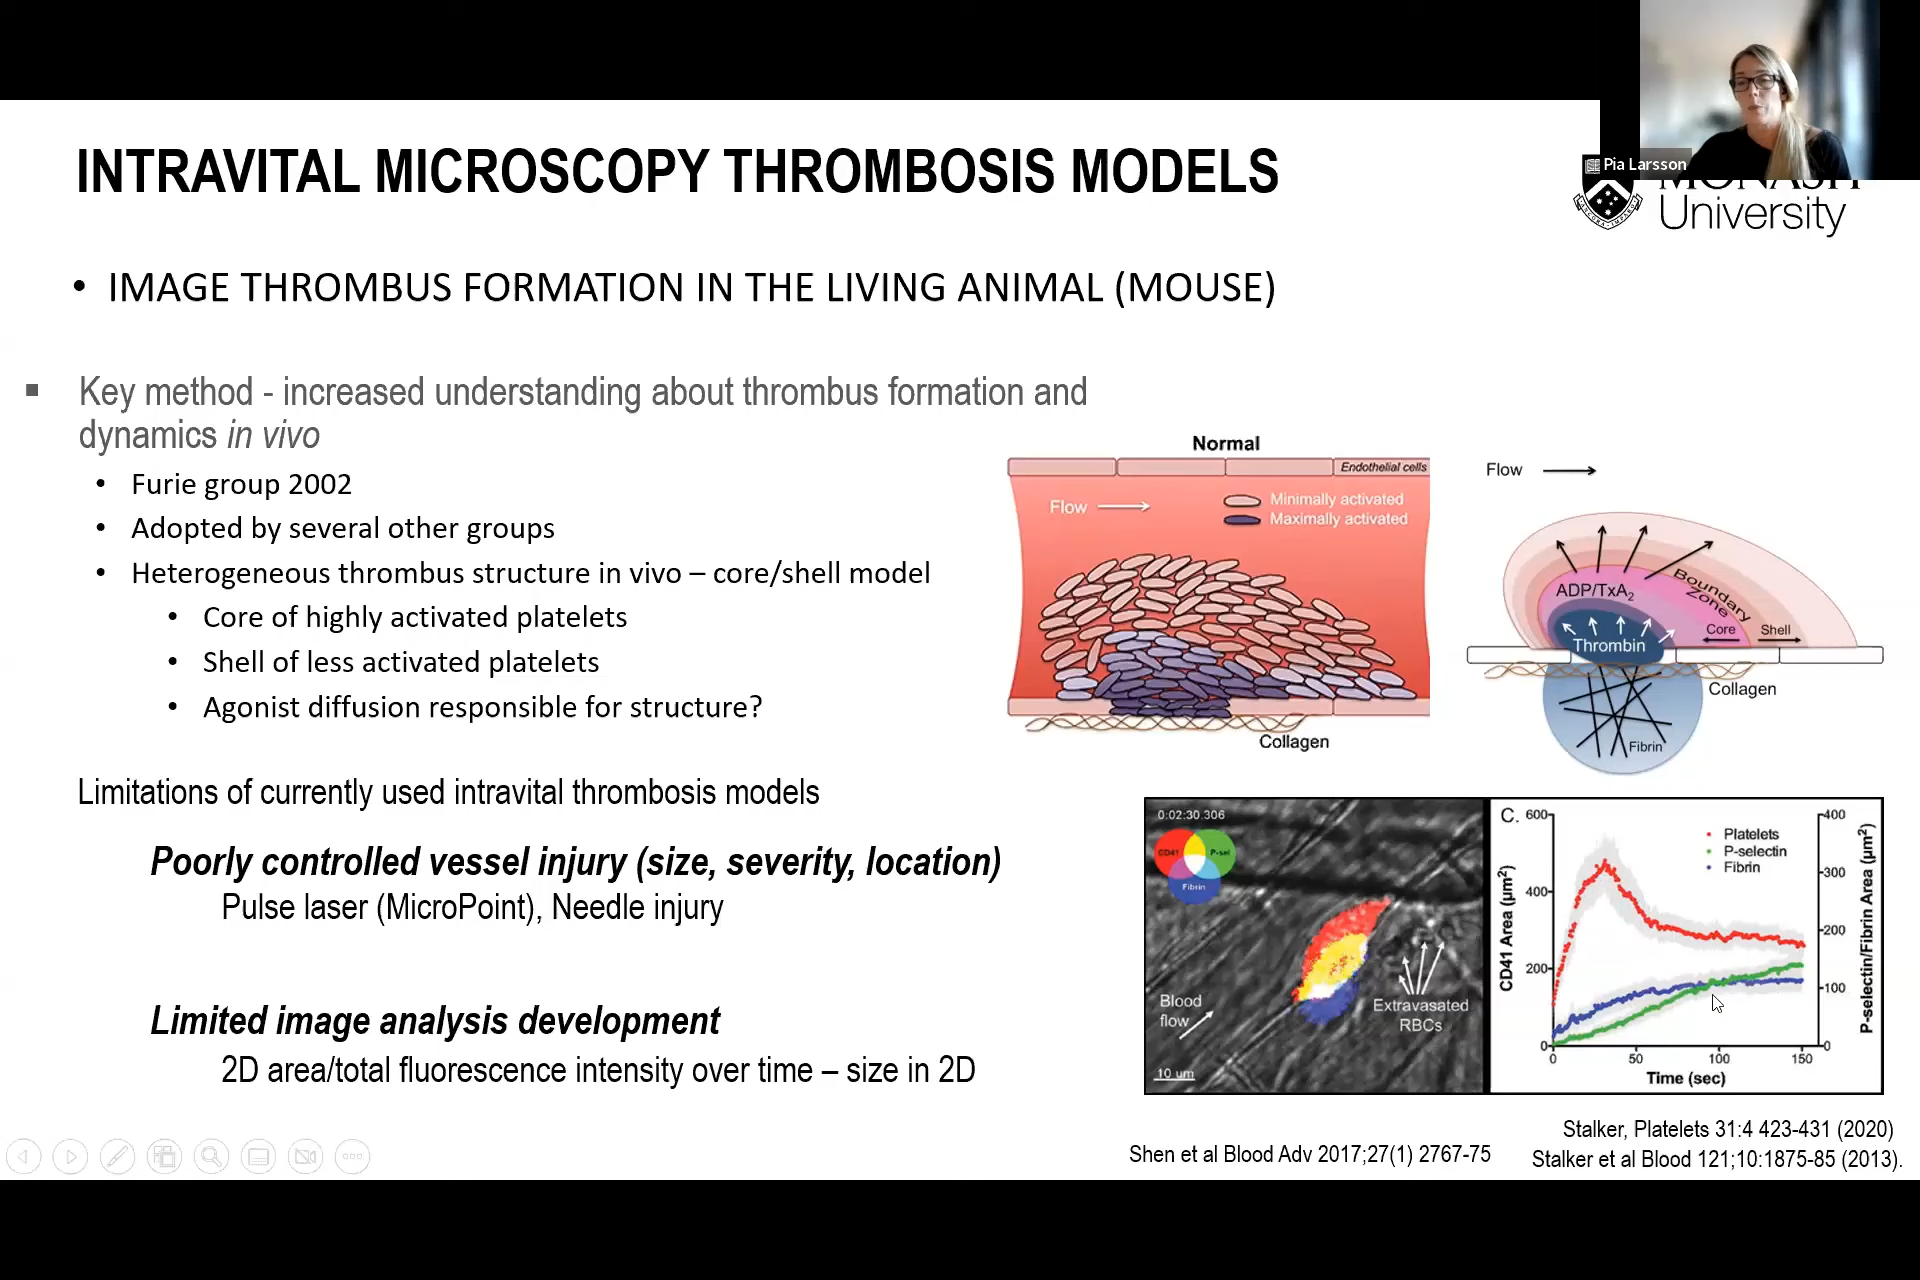 Pia Larsson
INTRAVITAL MICROSCOPY THROMBOSIS MODELS
MONASH
University
• IMAGE THROMBUS FORMATION IN THE LIVING ANIMAL (MOUSE)
▪ Key method - increased understanding about thrombus formation and
dynamics in vivo
• Furie group 2002
• Adopted by several other groups
• Heterogeneous thrombus structure in vivo – core/shell model
• Core of highly activated platelets
• Shell of less activated platelets
• Agonist diffusion responsible for structure?
Limitations of currently used intravital thrombosis models
Poorly controlled vessel injury (size, severity, location)
Pulse laser (MicroPoint), Needle injury
Limited image analysis development
2D area/total fluorescence intensity over time – size in 2D
Normal
Endothelial cells
Flow
Minimally activated
Maximally activated
Collagen
Flow
ADP/TxA2
Boundary
Zone
Core
Shell
Thrombin
Collagen
Fibrin
0:02:30.306
CD41
P-sel
Fibrin
Blood
flow
Extravasated
RBCs
10 um
C.
Platelets
P-selectin
Fibrin
CD41 Area (µm2)
600
400
200
0
400
300
200
100
0
P-selectin/Fibrin Area (µm2)
0 50 100 150
Time (sec)
Shen et al Blood Adv 2017;27(1) 2767-75
Stalker, Platelets 31:4 423-431 (2020)
Stalker et al Blood 121;10:1875-85 (2013).